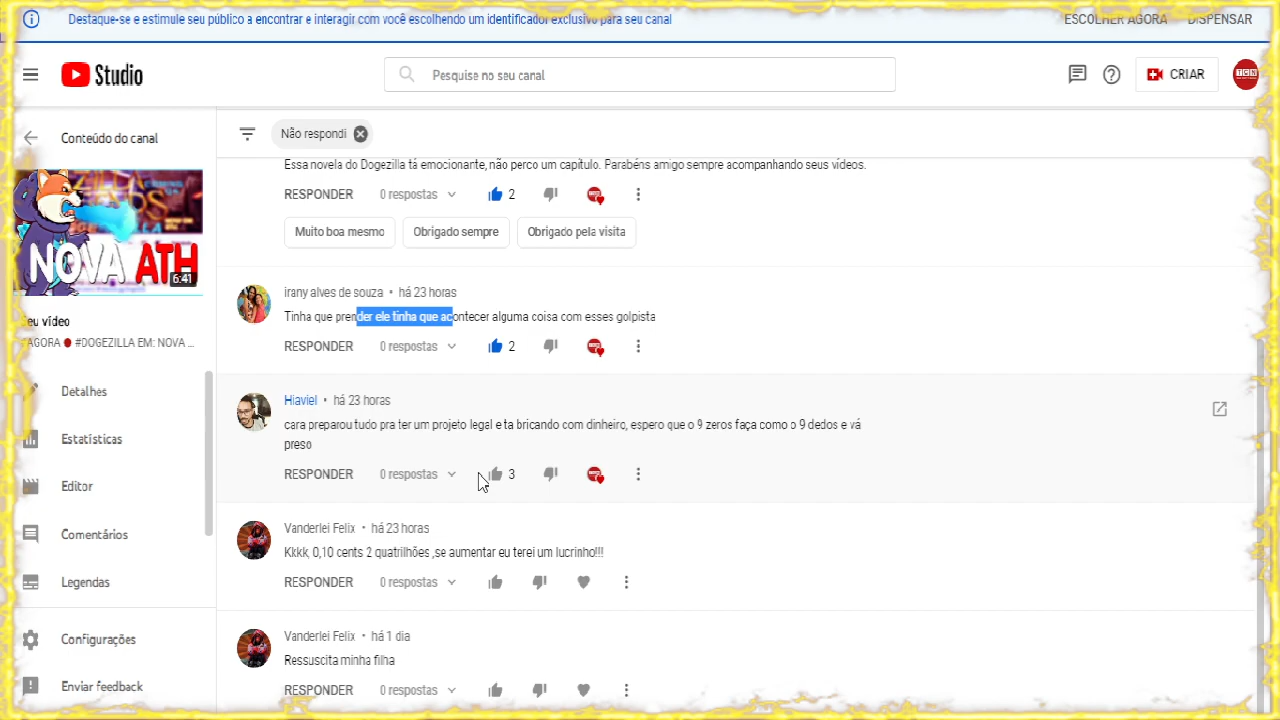 Destaque-se e estimule seu público a encontrar e interagir com você escolhendo um identificador exclusivo para seu canal
ESCOLHER AGORA DISPENSAR
Studio
Pesquise no seu canal
CRIAR
TCN
Conteúdo do canal
NOVA ATH
6:41
eu vídeo
AGORA #DOGEZILLA EM: NOVA ...
Detalhes
Estatísticas
Editor
Comentários
Legendas
Configurações
Enviar feedback
Não respondi
Essa novela do Dogezilla tá emocionante, não perco um capítulo. Parabéns amigo sempre acompanhando seus vídeos.
RESPONDER 0 respostas 2
Muito boa mesmo Obrigado sempre Obrigado pela visita
irany alves de souza • há 23 horas
Tinha que prender ele tinha que acontecer alguma coisa com esses golpista
RESPONDER 0 respostas 2
Hiaviel • há 23 horas
cara preparou tudo pra ter um projeto legal e ta bricando com dinheiro, espero que o 9 zeros faça como o 9 dedos e vá
preso
RESPONDER 0 respostas 3
Vanderlei Felix • há 23 horas
Kkkk, 0,10 cents 2 quatrilhões ,se aumentar eu terei um lucrinho!!!
RESPONDER 0 respostas
Vanderlei Felix • há 1 dia
Ressuscita minha filha
RESPONDER 0 respostas